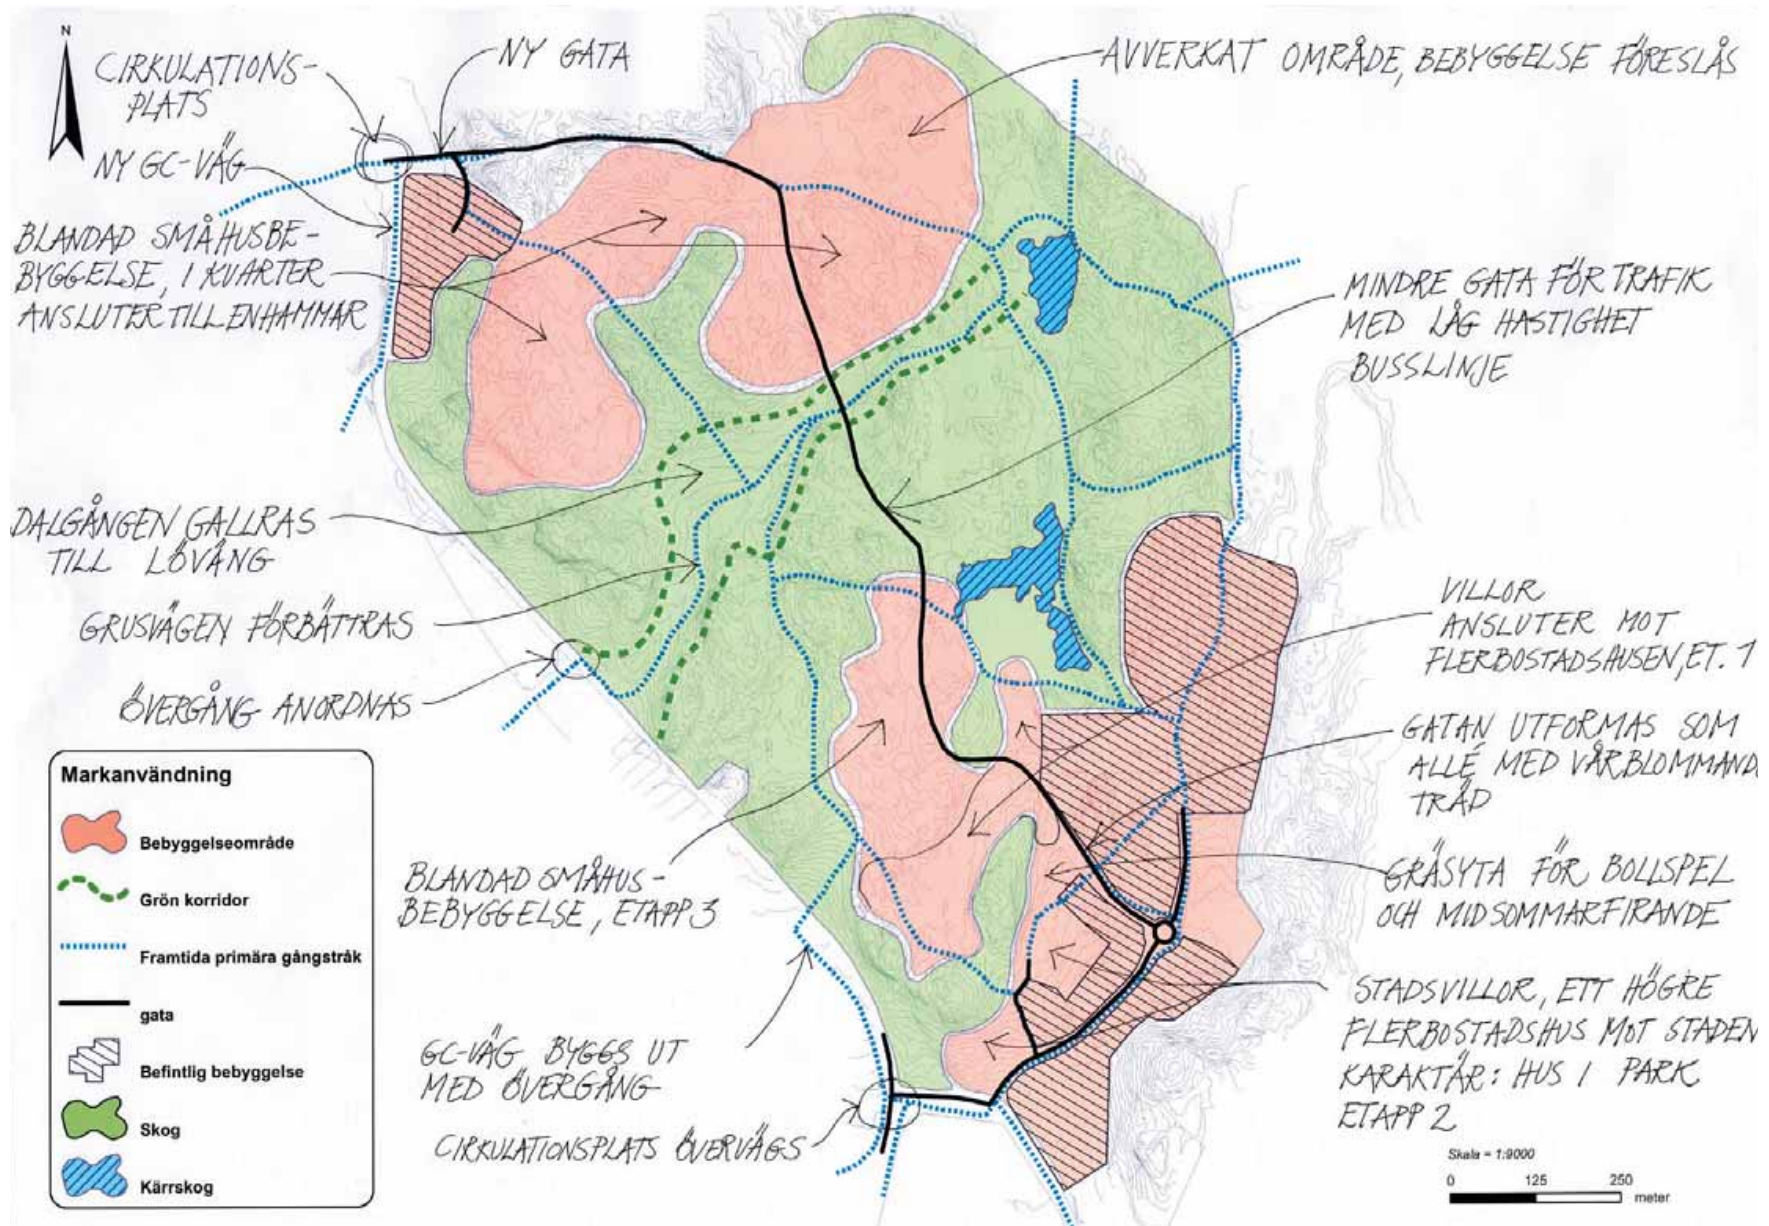 N
CIRKULATIONS-
PLATS
NY GATA
AVVERKAT OMRÅDE, BEBYGGELSE FÖRESLÅS
NY GC-VÄG
BLANDAD SMÅHUSBE-
BYGGELSE, I KVARTER
ANSLUTER TILL ENHAMMAR
MINDRE GATA FÖR TRAFIK
MED LÅG HASTIGHET
BUSSLINJE
DALGÅNGEN GALLRAS
TILL LÖVÄNG
GRUSVÄGEN FÖRBÄTTRAS
ÖVERGÅNG ANORDNAS
VILLOR
ANSLUTER MOT
FLERBOSTADSHUSEN, ET. 1
GATAN UTFORMAS SOM
ALLÉ MED VÅRBLOMMANDE
TRÄD
GRÄSYTA FÖR BOLLSPEL
OCH MIDSOMMARFIRANDE
STADSVILLOR, ETT HÖGRE
FLERBOSTADSHUS MOT STADEN
KARAKTÄR: HUS I PARK
ETAPP 2
BLANDAD SMÅHUS-
BEBYGGELSE, ETAPP 3
GC-VÄG BYGGS UT
MED ÖVERGÅNG
CIRKULATIONSPLATS ÖVERVÄGS
Markanvändning
Bebyggelseområde
Grön korridor
Framtida primära gångstråk
gata
Befintlig bebyggelse
Skog
Kärrskog
Skala = 1:9000
0 125 250
meter